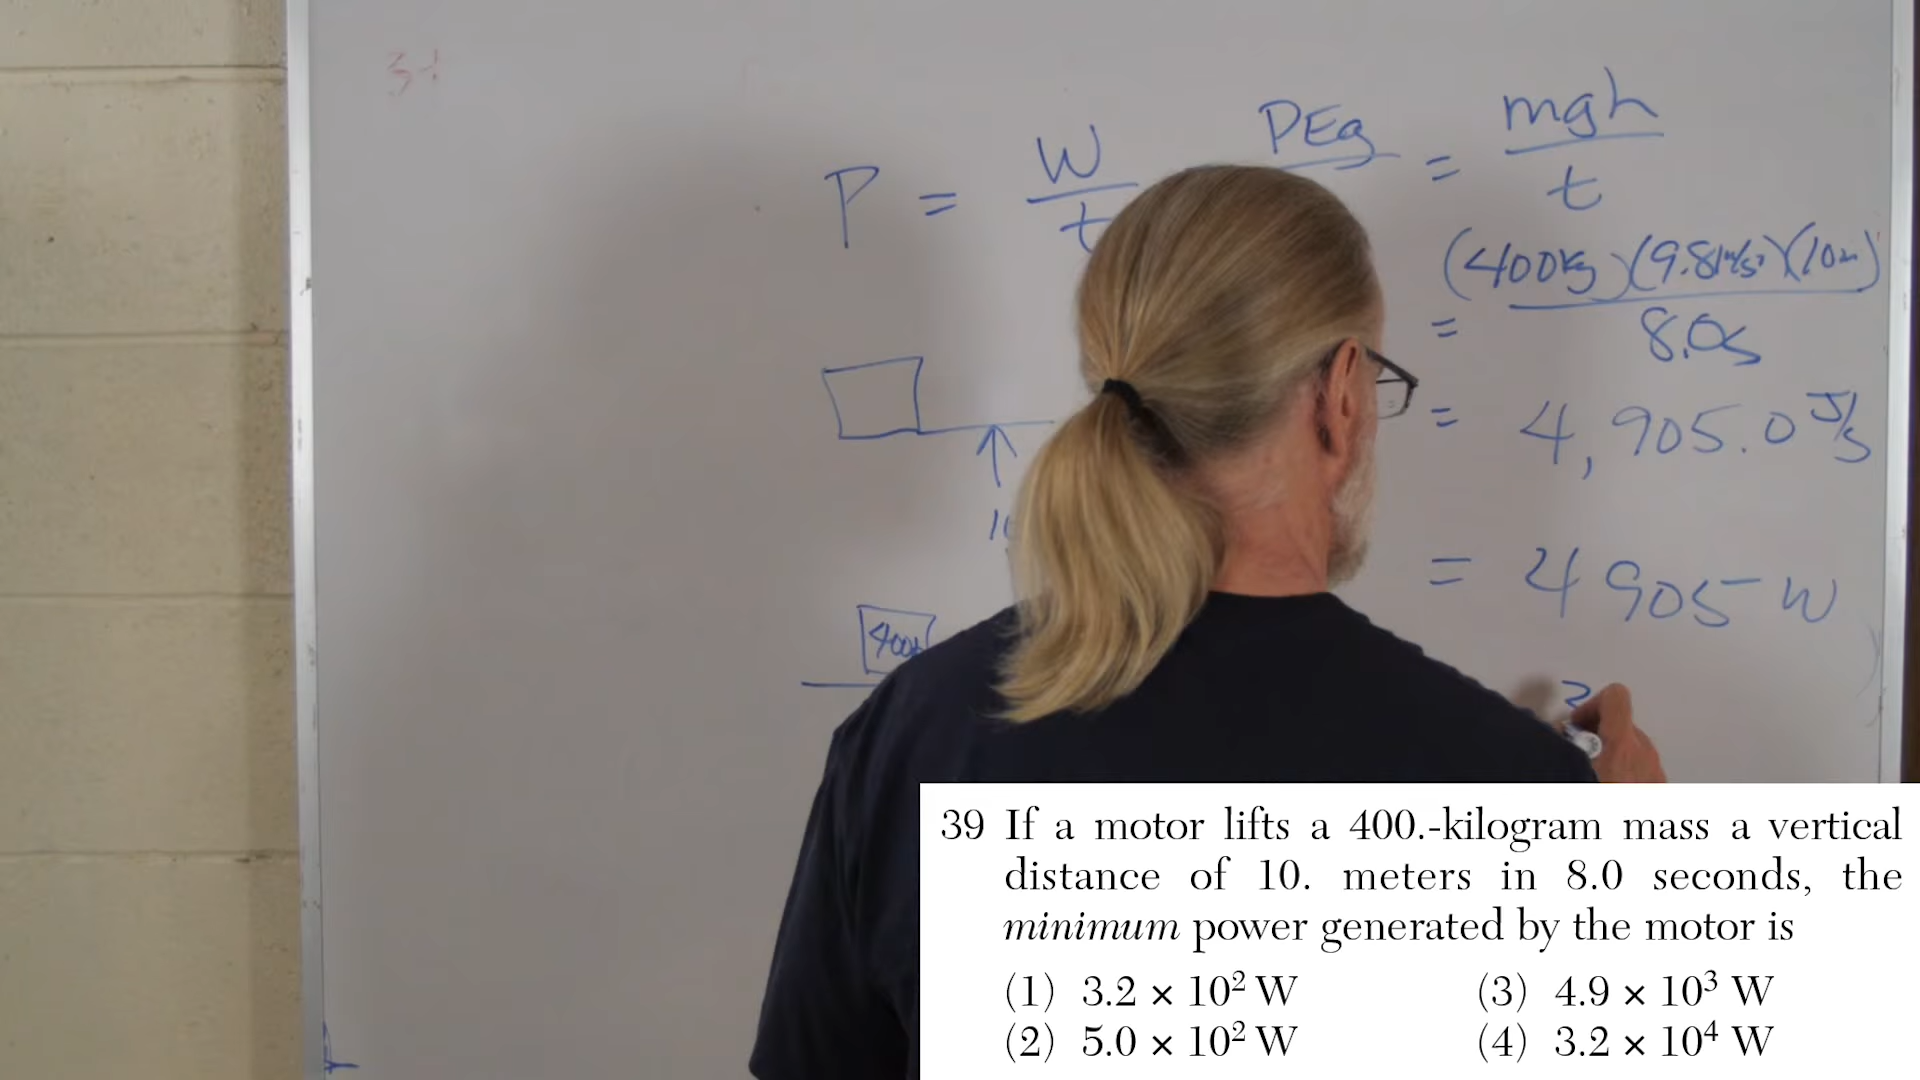 P = W/t PEg = mgh/t
= (400kg)(9.81m/s²)(10m)
8.0s
= 4,905.0 J/s
= 4905 W
400k
39 If a motor lifts a 400.-kilogram mass a vertical
distance of 10. meters in 8.0 seconds, the
minimum power generated by the motor is
(1) 3.2 × 10² W (3) 4.9 × 10³ W
(2) 5.0 × 10² W (4) 3.2 × 10⁴ W